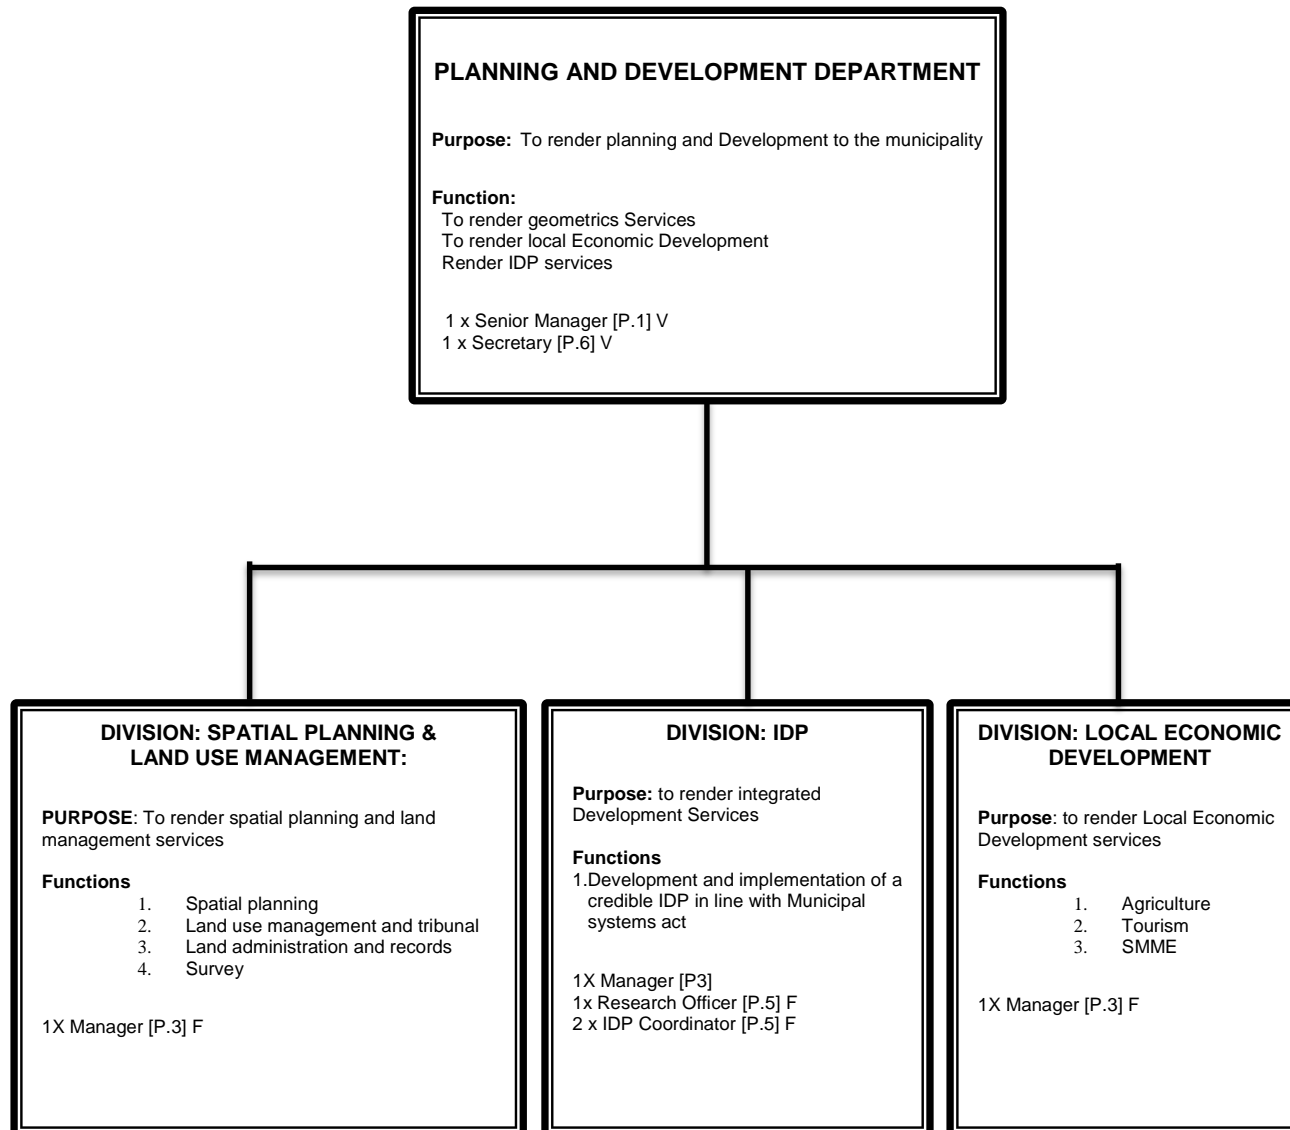 PLANNING AND DEVELOPMENT DEPARTMENT
Purpose: To render planning and Development to the municipality
Function:
To render geometrics Services
To render local Economic Development
Render IDP services
1 x Senior Manager [P.1] V
1 x Secretary [P.6] V
DIVISION: SPATIAL PLANNING &
LAND USE MANAGEMENT:
PURPOSE: To render spatial planning and land
management services
Functions
1. Spatial planning
2. Land use management and tribunal
3. Land administration and records
4. Survey
1X Manager [P.3] F
DIVISION: IDP
Purpose: to render integrated
Development Services
Functions
1.Development and implementation of a
credible IDP in line with Municipal
systems act
1X Manager [P3]
1x Research Officer [P.5] F
2 x IDP Coordinator [P.5] F
DIVISION: LOCAL ECONOMIC
DEVELOPMENT
Purpose: to render Local Economic
Development services
Functions
1. Agriculture
2. Tourism
3. SMME
1X Manager [P.3] F